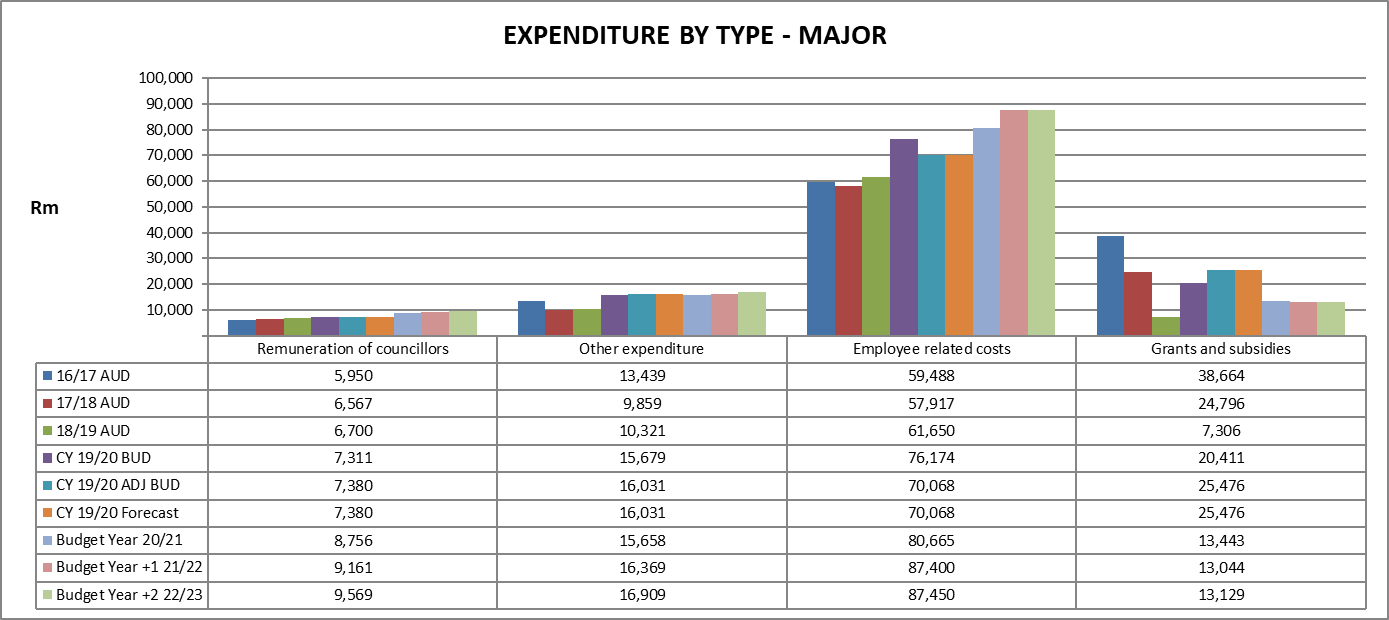 EXPENDITURE BY TYPE - MAJOR
100,000
90,000
80,000
70,000
60,000
50,000
40,000
30,000
20,000
10,000
Rm
Remuneration of councillors Other expenditure Employee related costs Grants and subsidies
16/17 AUD 5,950 13,439 59,488 38,664
17/18 AUD 6,567 9,859 57,917 24,796
18/19 AUD 6,700 10,321 61,650 7,306
CY 19/20 BUD 7,311 15,679 76,174 20,411
CY 19/20 ADJ BUD 7,380 16,031 70,068 25,476
CY 19/20 Forecast 7,380 16,031 70,068 25,476
Budget Year 20/21 8,756 15,658 80,665 13,443
Budget Year +1 21/22 9,161 16,369 87,400 13,044
Budget Year +2 22/23 9,569 16,909 87,450 13,129